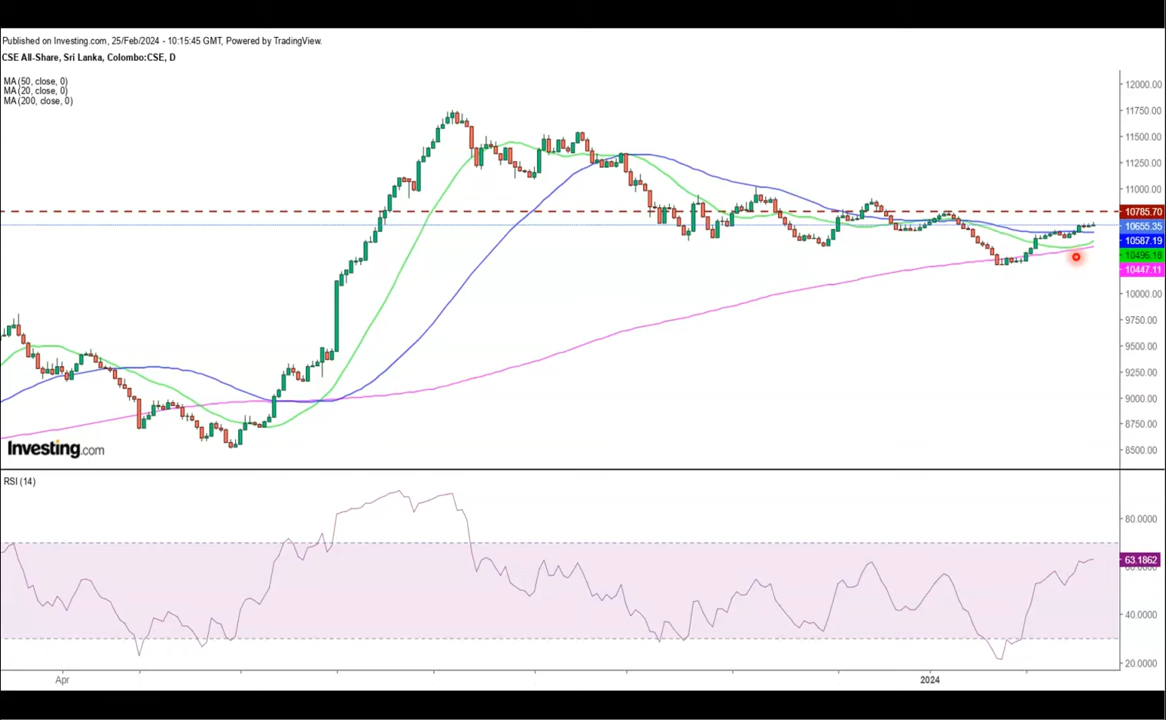 Published on Investing.com, 25/Feb/2024 - 10:15:45 GMT, Powered by TradingView.
CSE All-Share, Sri Lanka, Colombo:CSE, D
MA (50, close, 0)
MA (20, close, 0)
MA (200, close, 0)
12000.00
11750.00
11500.00
11250.00
11000.00
10785.70
10655.35
10587.19
10496.18
10447.11
10000.00
9750.00
9500.00
9250.00
9000.00
8750.00
8500.00
Investing.com
RSI (14)
80.0000
63.1862
60.0000
40.0000
20.0000
Apr
2024